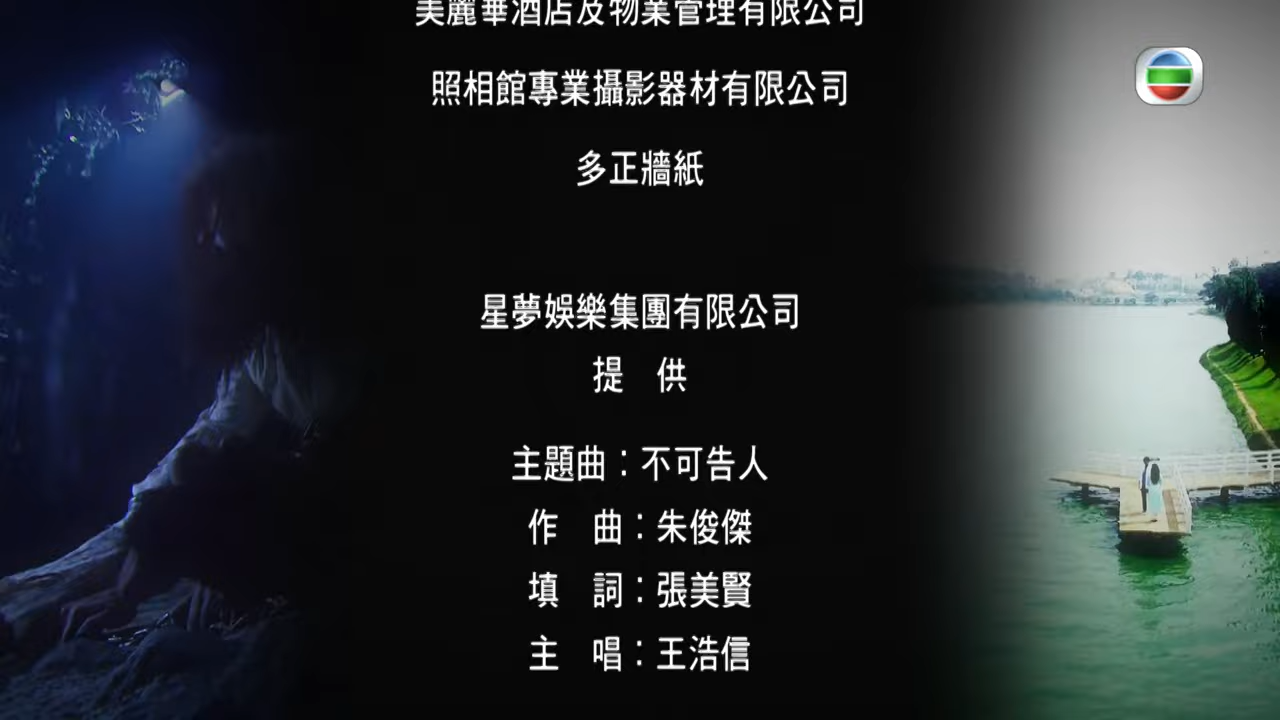 美麗華酒店及物業管理有限公司
照相館專業攝影器材有限公司
多正牆紙
星夢娛樂集團有限公司
提　供
主題曲：不可告人
作　曲：朱俊傑
填　詞：張美賢
主　唱：王浩信